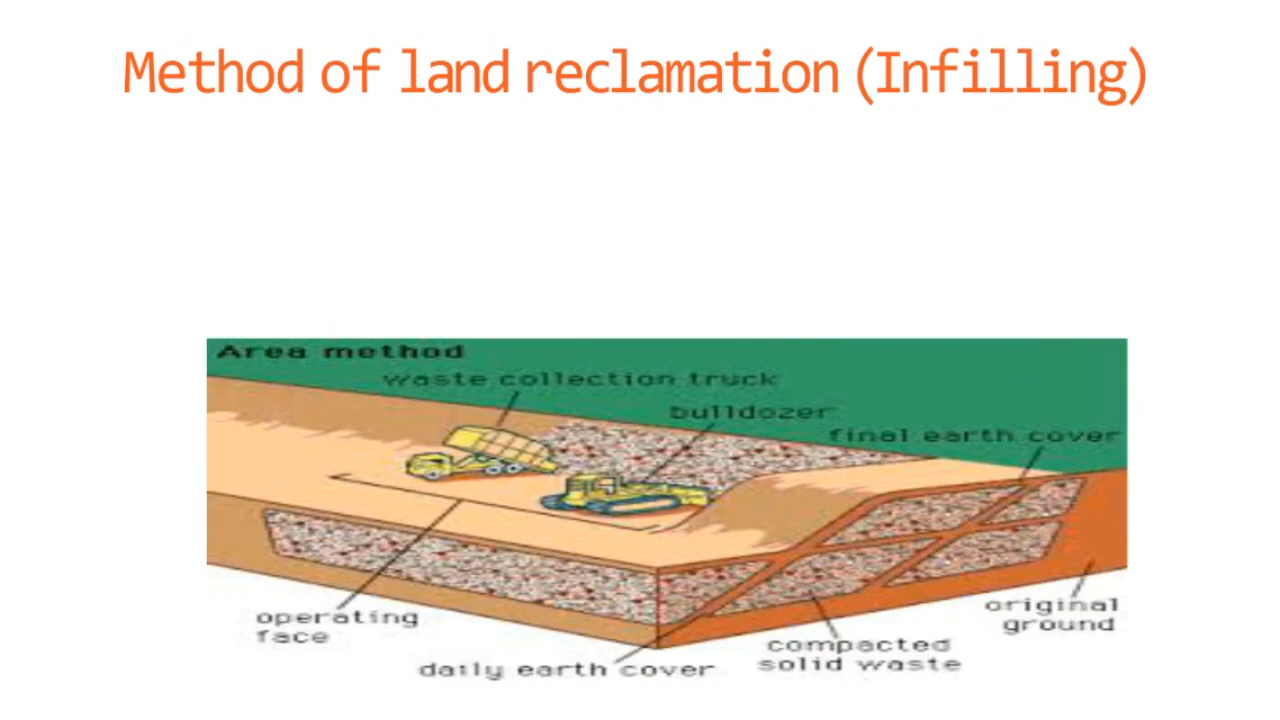 Method of land reclamation (Infilling)
Area method
waste collection truck
bulldozer
final earth cover
operating
face
original
ground
compacted
solid waste
daily earth cover